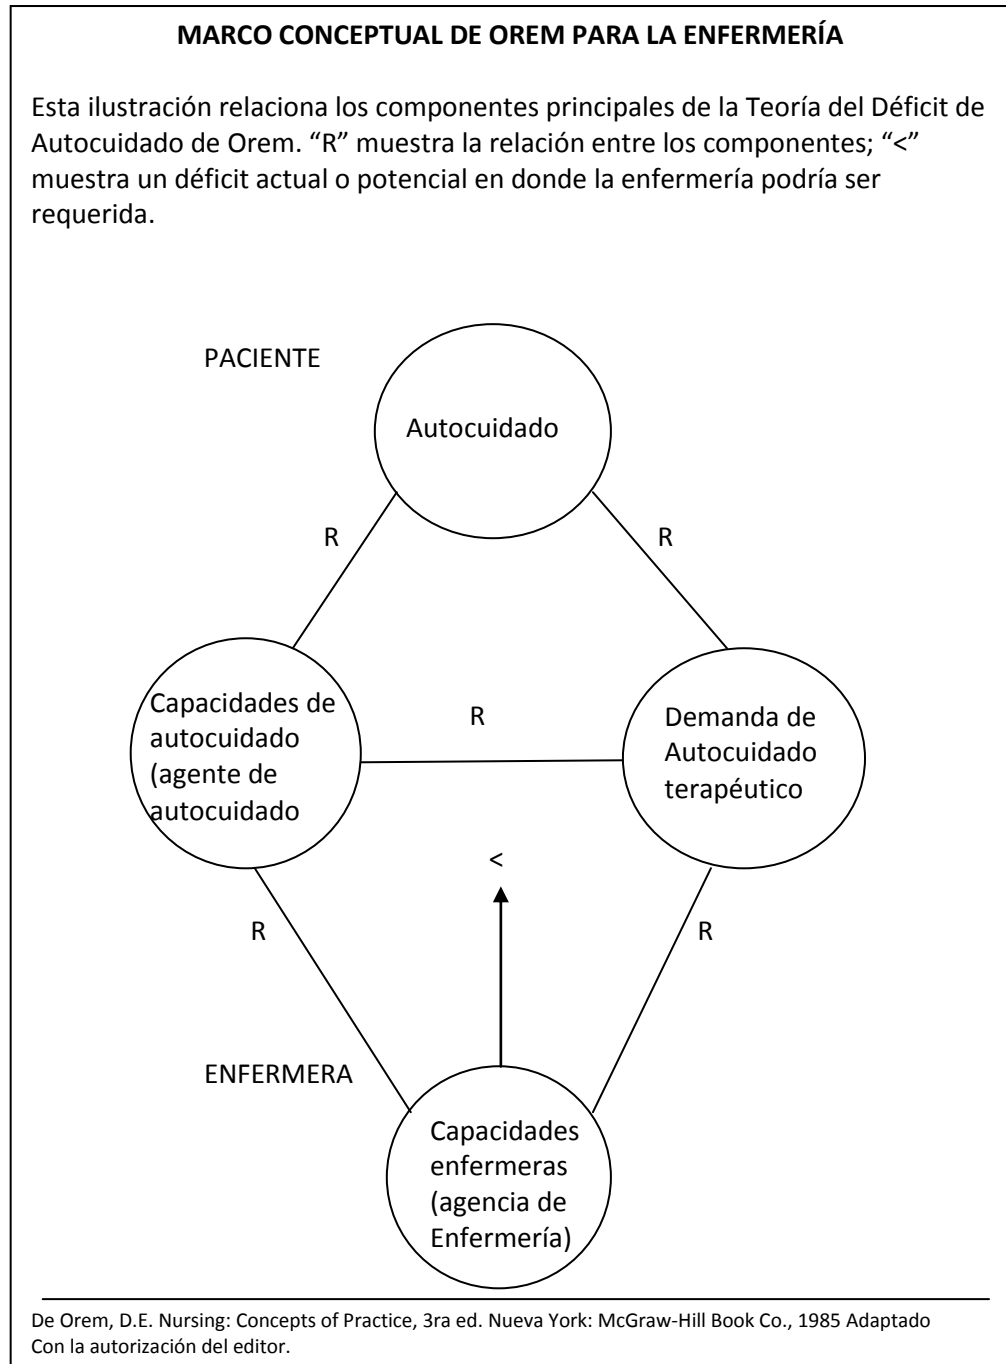 MARCO CONCEPTUAL DE OREM PARA LA ENFERMERÍA
Esta ilustración relaciona los componentes principales de la Teoría del Déficit de
Autocuidado de Orem. “R” muestra la relación entre los componentes; “<”
muestra un déficit actual o potencial en donde la enfermería podría ser
requerida.
PACIENTE
Autocuidado
R
R
Capacidades de
autocuidado
(agente de
autocuidado
R
Demanda de
Autocuidado
terapéutico
<
R
R
ENFERMERA
Capacidades
enfermeras
(agencia de
Enfermería)
De Orem, D.E. Nursing: Concepts of Practice, 3ra ed. Nueva York: McGraw-Hill Book Co., 1985 Adaptado
Con la autorización del editor.